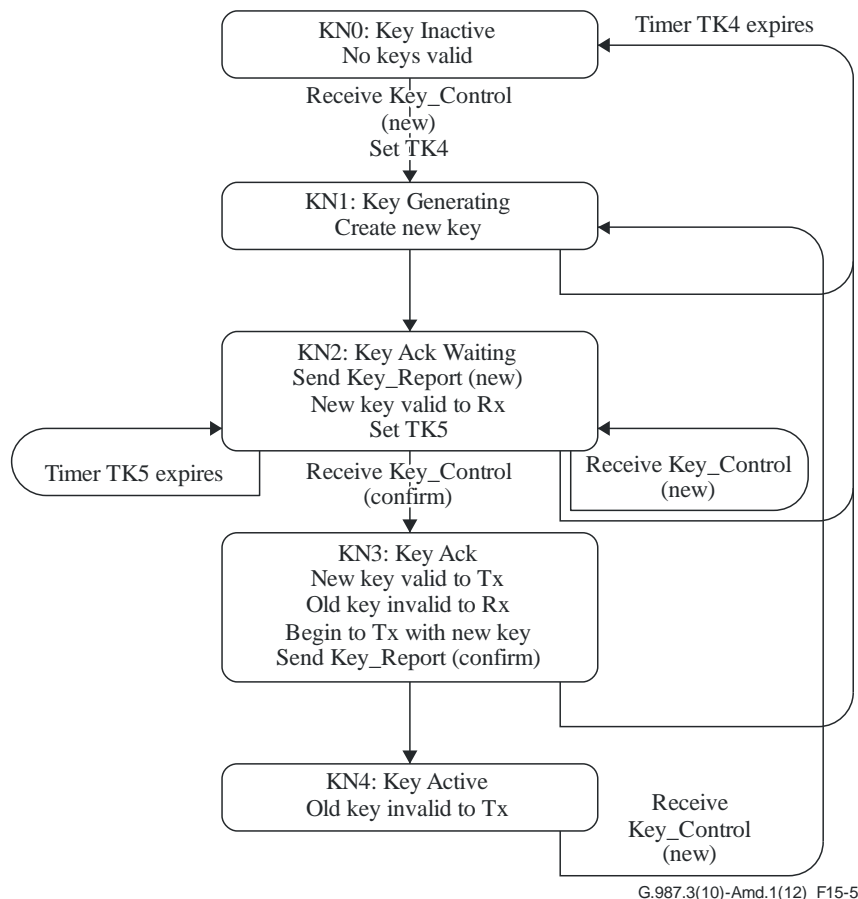 KN0: Key Inactive
No keys valid
Timer TK4 expires
Receive Key_Control
(new)
Set TK4
KN1: Key Generating
Create new key
KN2: Key Ack Waiting
Send Key_Report (new)
New key valid to Rx
Set TK5
Timer TK5 expires
Receive Key_Control
(confirm)
Receive Key_Control
(new)
KN3: Key Ack
New key valid to Tx
Old key invalid to Rx
Begin to Tx with new key
Send Key_Report (confirm)
KN4: Key Active
Old key invalid to Tx
Receive
Key_Control
(new)
G.987.3(10)-Amd.1(12)_F15-5